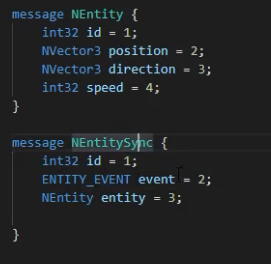 message NEntity {
int32 id = 1;
NVector3 position = 2;
NVector3 direction = 3;
int32 speed = 4;
}
message NEntitySync {
int32 id = 1;
ENTITY_EVENT event = 2;
NEntity entity = 3;
}